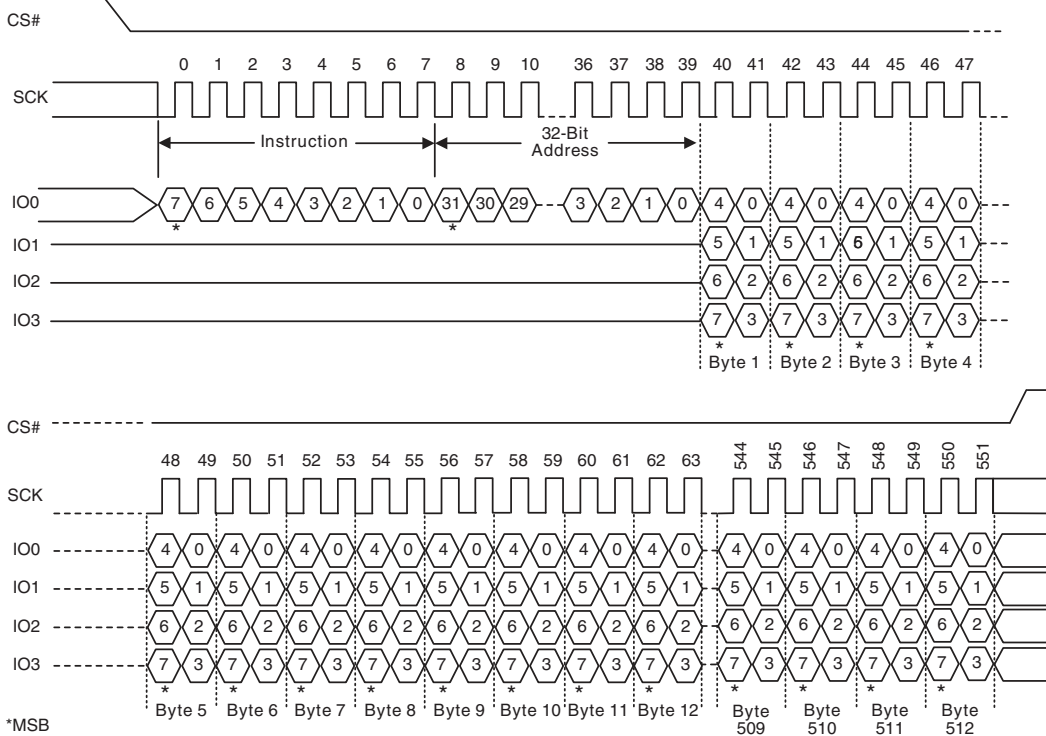 CS#
0 1 2 3 4 5 6 7 8 9 10 36 37 38 39 40 41 42 43 44 45 46 47
SCK
Instruction
32-Bit
Address
IO0 7 6 5 4 3 2 1 0 31 30 29 3 2 1 0 4 0 4 0 4 0 4 0
* *
IO1 5 1 5 1 6 1 5 1
IO2 6 2 6 2 6 2 6 2
IO3 7 3 7 3 7 3 7 3
* * * *
Byte 1 Byte 2 Byte 3 Byte 4
CS#
48 49 50 51 52 53 54 55 56 57 58 59 60 61 62 63 544 545 546 547 548 549 550 551
SCK
IO0 4 0 4 0 4 0 4 0 4 0 4 0 4 0 4 0 4 0 4 0 4 0 4 0
IO1 5 1 5 1 5 1 5 1 5 1 5 1 5 1 5 1 5 1 5 1 5 1 5 1
IO2 6 2 6 2 6 2 6 2 6 2 6 2 6 2 6 2 6 2 6 2 6 2 6 2
IO3 7 3 7 3 7 3 7 3 7 3 7 3 7 3 7 3 7 3 7 3 7 3 7 3
* * * * * * * * * * * *
Byte 5 Byte 6 Byte 7 Byte 8 Byte 9 Byte 10 Byte 11 Byte 12 Byte 509 Byte 510 Byte 511 Byte 512
*MSB